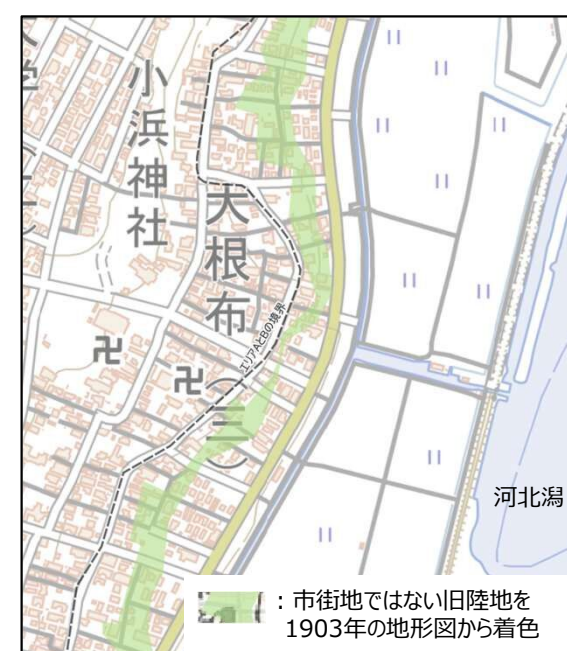 小浜神社
大根布
(三)
エリアAとBの境界
卍
卍
河北潟
:市街地ではない旧陸地を
1903年の地形図から着色